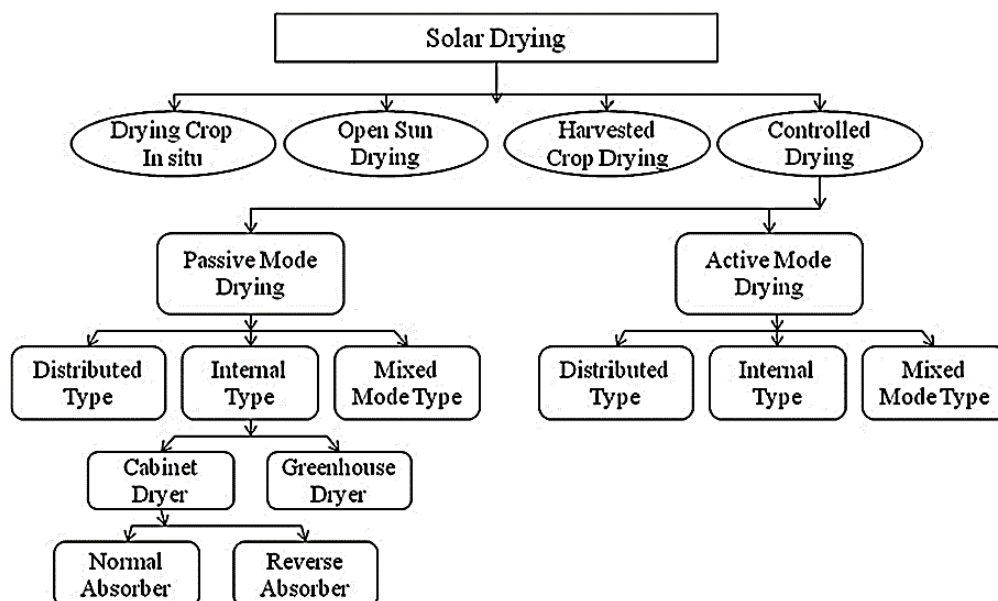 Solar Drying
Drying Crop
In situ
Open Sun
Drying
Harvested
Crop Drying
Controlled
Drying
Passive Mode
Drying
Active Mode
Drying
Distributed
Type
Internal
Type
Mixed
Mode Type
Distributed
Type
Internal
Type
Mixed
Mode Type
Cabinet
Dryer
Greenhouse
Dryer
Normal
Absorber
Reverse
Absorber